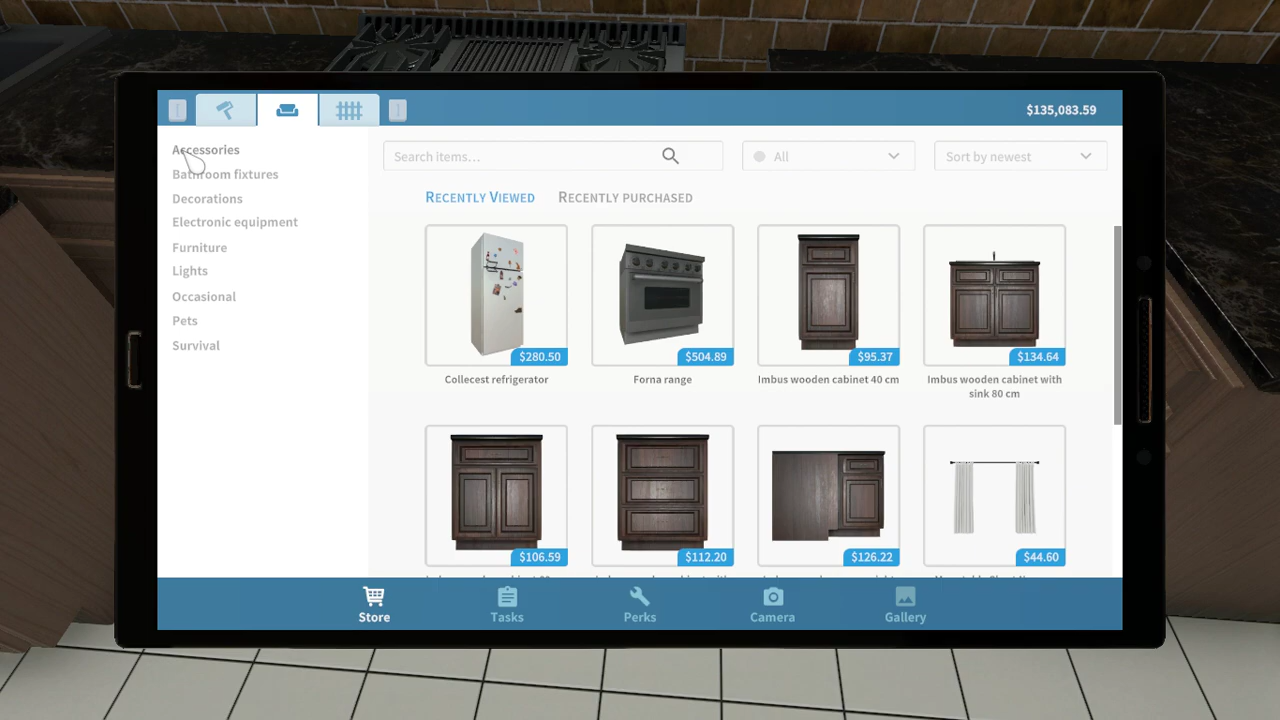 $135,083.59
Accessories
Bathroom fixtures
Decorations
Electronic equipment
Furniture
Lights
Occasional
Pets
Survival
Search items...
All
Sort by newest
RECENTLY VIEWED
RECENTLY PURCHASED
$280.50
$504.89
$95.37
$134.64
Collecest refrigerator
Forna range
Imbus wooden cabinet 40 cm
Imbus wooden cabinet with
sink 80 cm
$106.59
$112.20
$126.22
$44.60
Store
Tasks
Perks
Camera
Gallery